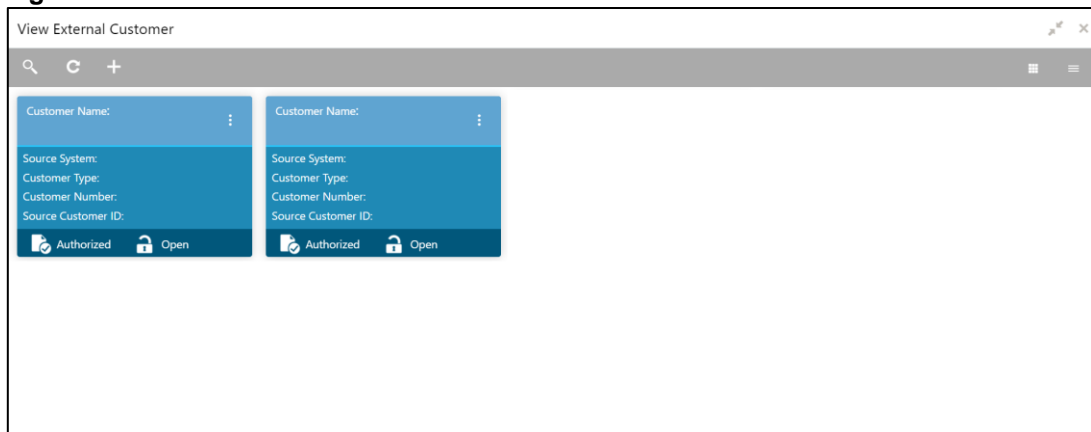 View External Customer
Customer Name:
Source System:
Customer Type:
Customer Number:
Source Customer ID:
Authorized Open
Customer Name:
Source System:
Customer Type:
Customer Number:
Source Customer ID:
Authorized Open